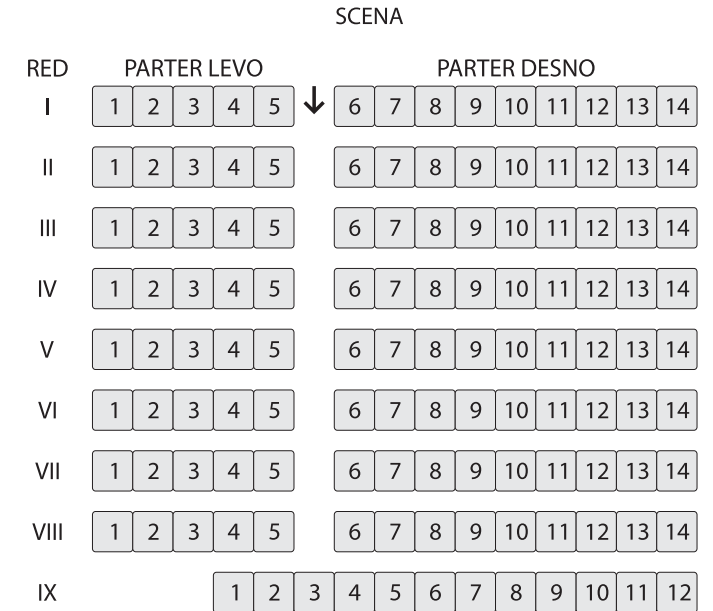 SCENA
RED PARTER LEVO PARTER DESNO
I 1 2 3 4 5 ↓ 6 7 8 9 10 11 12 13 14
II 1 2 3 4 5 6 7 8 9 10 11 12 13 14
III 1 2 3 4 5 6 7 8 9 10 11 12 13 14
IV 1 2 3 4 5 6 7 8 9 10 11 12 13 14
V 1 2 3 4 5 6 7 8 9 10 11 12 13 14
VI 1 2 3 4 5 6 7 8 9 10 11 12 13 14
VII 1 2 3 4 5 6 7 8 9 10 11 12 13 14
VIII 1 2 3 4 5 6 7 8 9 10 11 12 13 14
IX 1 2 3 4 5 6 7 8 9 10 11 12